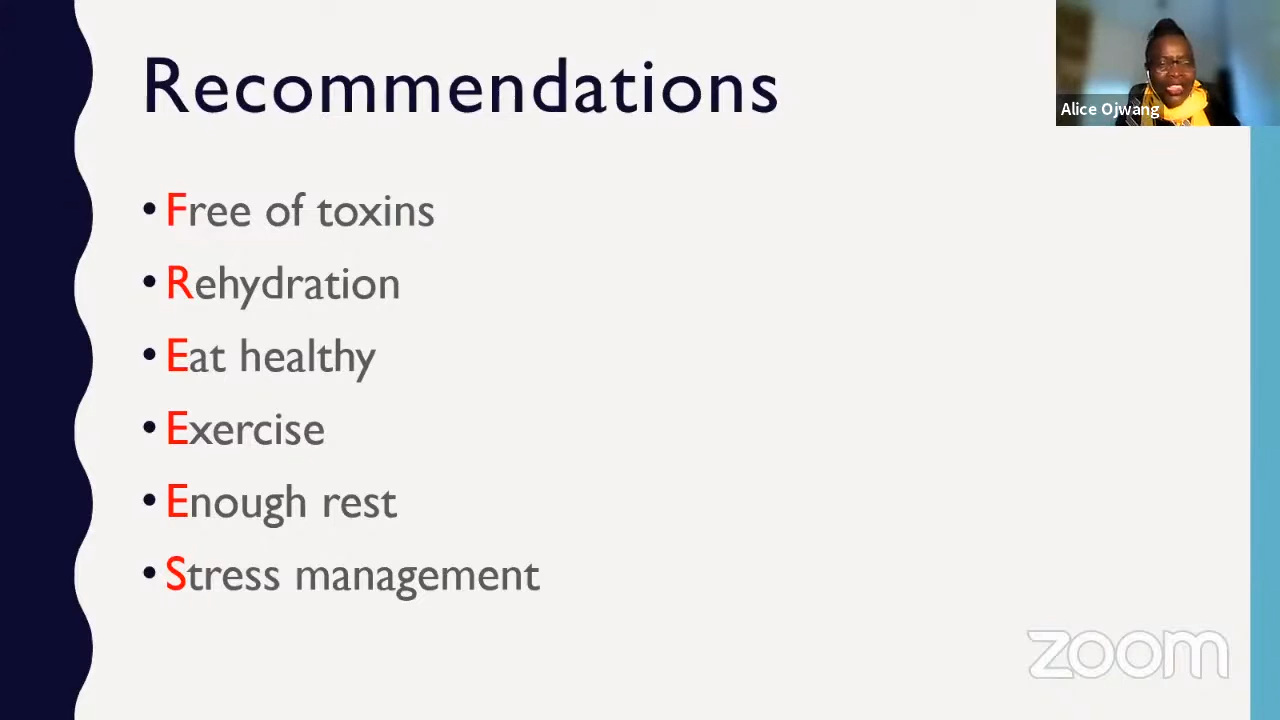 Recommendations
Alice Ojwang
• Free of toxins
• Rehydration
• Eat healthy
• Exercise
• Enough rest
• Stress management
zoom